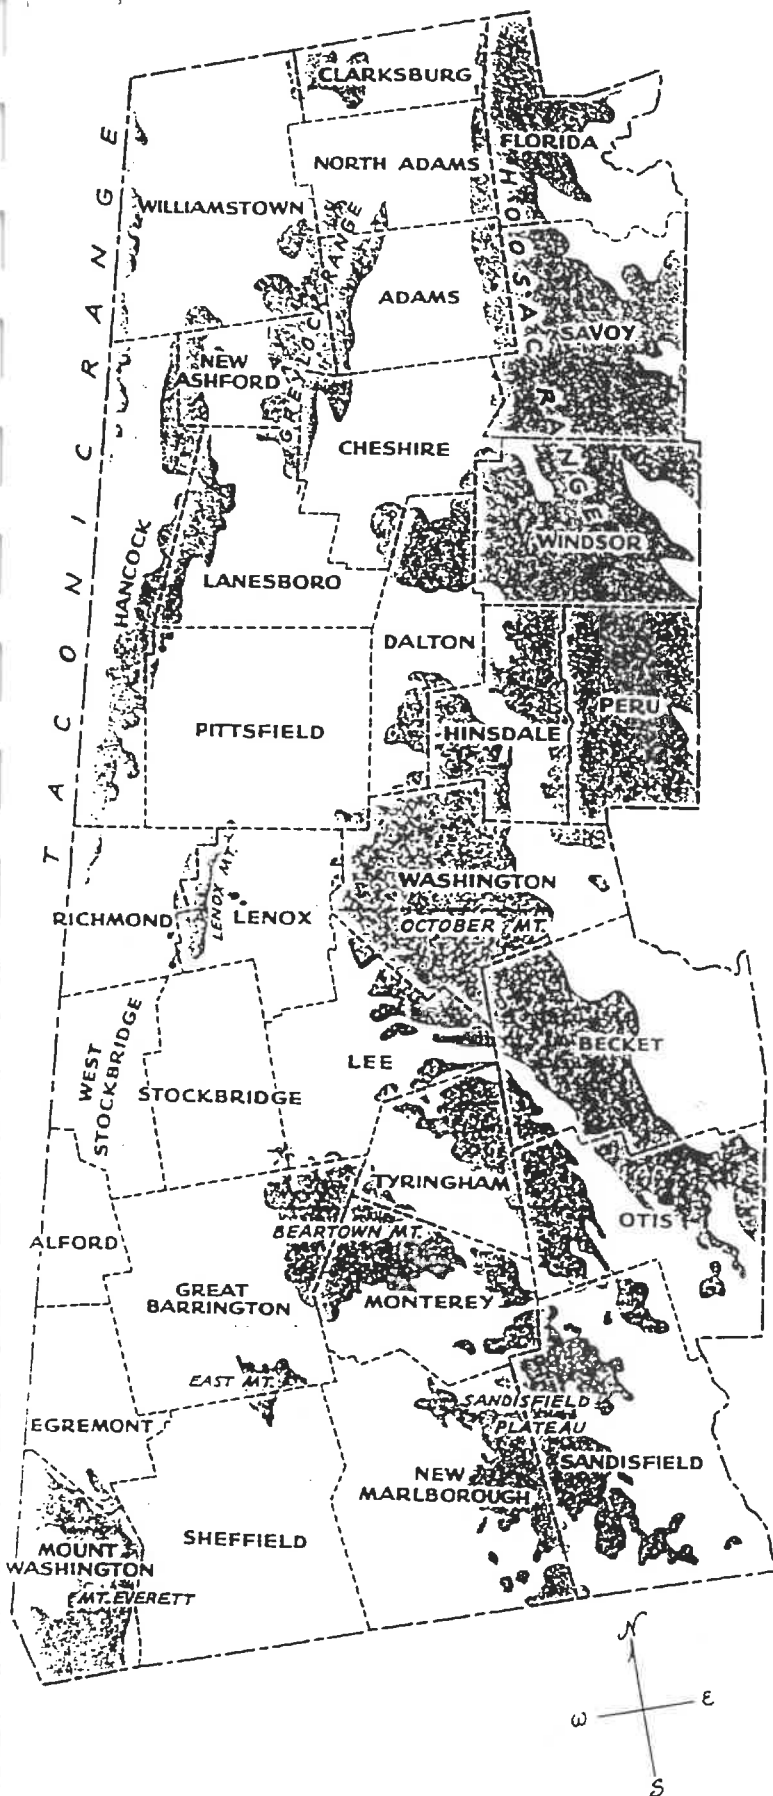 CLARKSBURG
FLORIDA
NORTH ADAMS
WILLIAMSTOWN
TACONIC RANGE
GREYLOCK RANGE
HOOSAC RANGE
ADAMS
SAVOY
NEW
ASHFORD
CHESHIRE
HANCOCK
WINDSOR
LANESBORO
DALTON
PERU
PITTSFIELD
HINSDALE
LENOX MT.
WASHINGTON
RICHMOND
LENOX
OCTOBER MT.
WEST
STOCKBRIDGE
BECKET
LEE
STOCKBRIDGE
TYRINGHAM
OTIS
BEARTOWN MT.
ALFORD
GREAT
BARRINGTON
MONTEREY
EAST MT.
SANDISFIELD
PLATEAU
EGREMONT
SANDISFIELD
NEW
MARLBOROUGH
SHEFFIELD
MOUNT
WASHINGTON
MT. EVERETT
N
W E
S